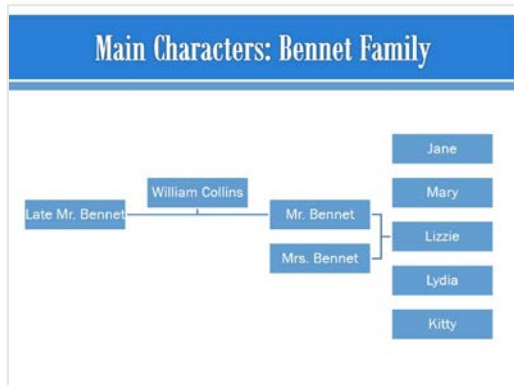 Main Characters: Bennet Family
Jane
William Collins
Mary
Late Mr. Bennet
Mr. Bennet
Lizzie
Mrs. Bennet
Lydia
Kitty